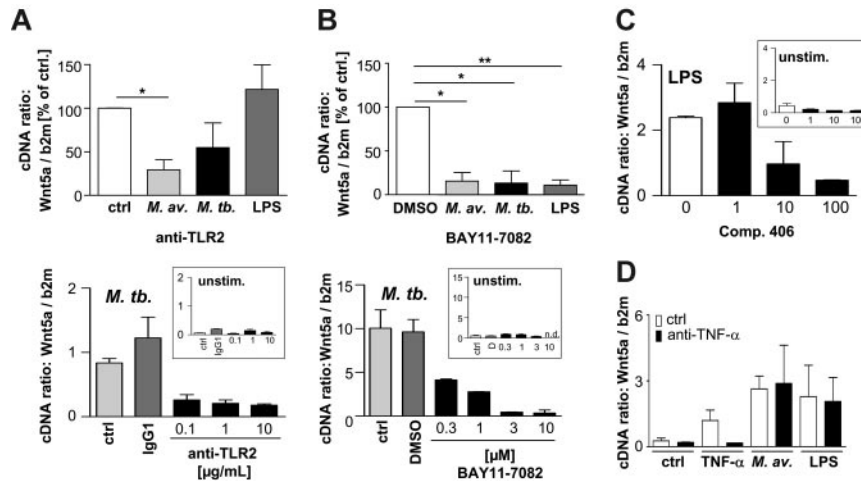 A
cDNA ratio:
Wnt5a / b2m [% of ctrl.]
150
100
50
0
*
ctrl
M. av.
M. tb.
LPS
anti-TLR2
cDNA ratio: Wnt5a / b2m
2
1
0
M. tb.
unstim.
2
1
0
ctrl
IgG1
0.1
1
10
ctrl
IgG1
0.1
1
10
anti-TLR2
[µg/mL]
B
cDNA ratio:
Wnt5a / b2m [% of ctrl.]
150
100
50
0
**
*
*
DMSO
M. av.
M. tb.
LPS
BAY11-7082
cDNA ratio: Wnt5a / b2m
15
10
5
0
M. tb.
unstim.
15
10
5
0
n.d.
ctrl
D
0.3
1
3
10
ctrl
DMSO
0.3
1
3
10
[µM]
BAY11-7082
C
cDNA ratio: Wnt5a / b2m
4
2
0
LPS
unstim.
4
2
0
0
1
10
0
1
10
100
Comp. 406
D
cDNA ratio: Wnt5a / b2m
6
3
0
ctrl
anti-TNF-α
ctrl
TNF-α
M. av.
LPS